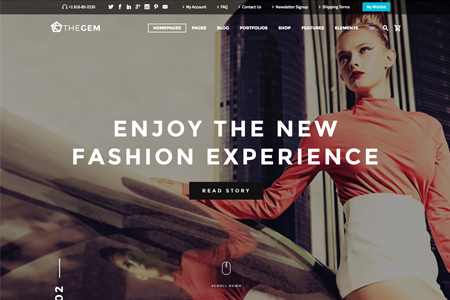 +1 916-85-2235
My Account
FAQ
Contact Us
Newsletter Signup
Shipping Terms
My Wishlist
THEGEM
HOMEPAGES
PAGES
BLOG
PORTFOLIOS
SHOP
FEATURES
ELEMENTS
ENJOY THE NEW
FASHION EXPERIENCE
READ STORY
SCROLL DOWN
02